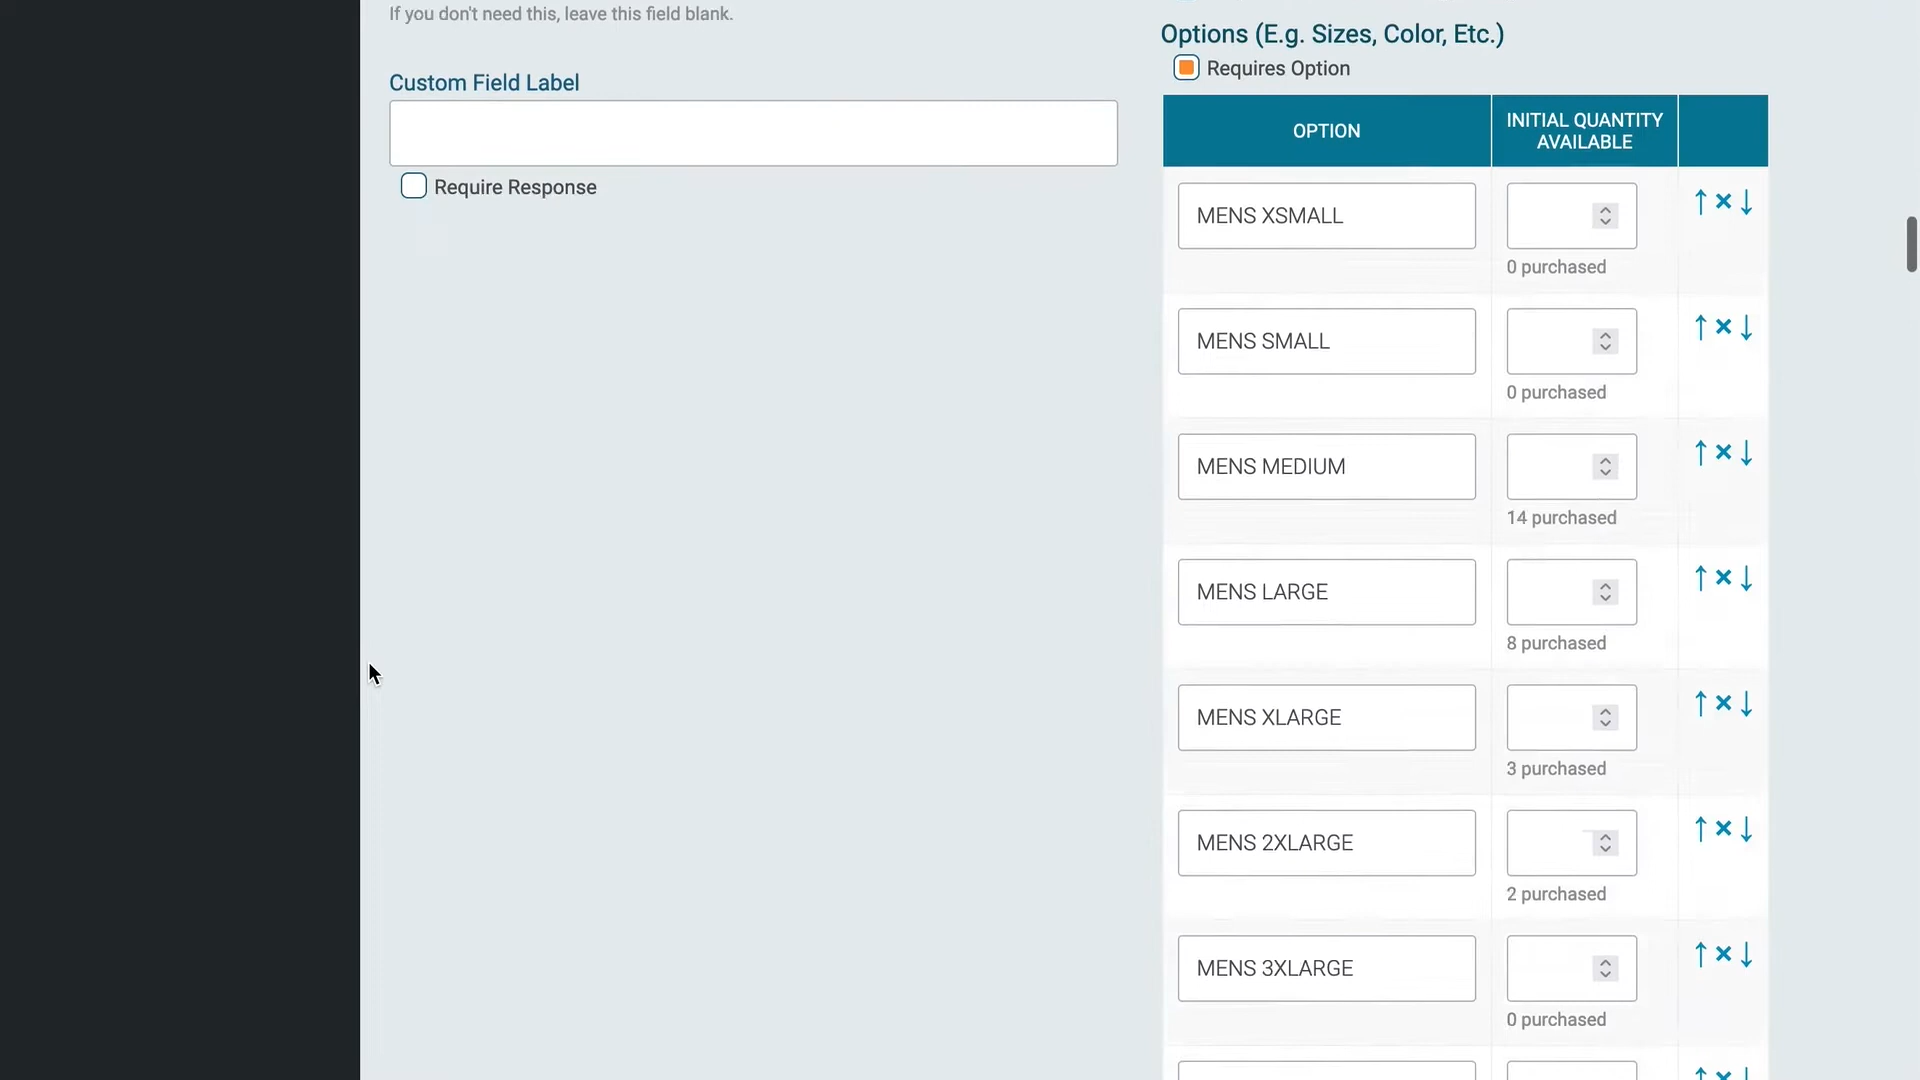 If you don't need this, leave this field blank.
Custom Field Label
Require Response
Options (E.g. Sizes, Color, Etc.)
Requires Option
OPTION
INITIAL QUANTITY
AVAILABLE
MENS XSMALL
0 purchased
MENS SMALL
0 purchased
MENS MEDIUM
14 purchased
MENS LARGE
8 purchased
MENS XLARGE
3 purchased
MENS 2XLARGE
2 purchased
MENS 3XLARGE
0 purchased